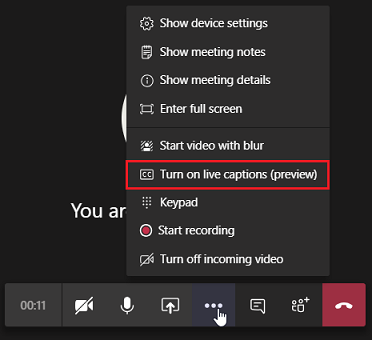 Show device settings
Show meeting notes
Show meeting details
Enter full screen
Start video with blur
CC Turn on live captions (preview)
Keypad
Start recording
Turn off incoming video
You ar
00:11